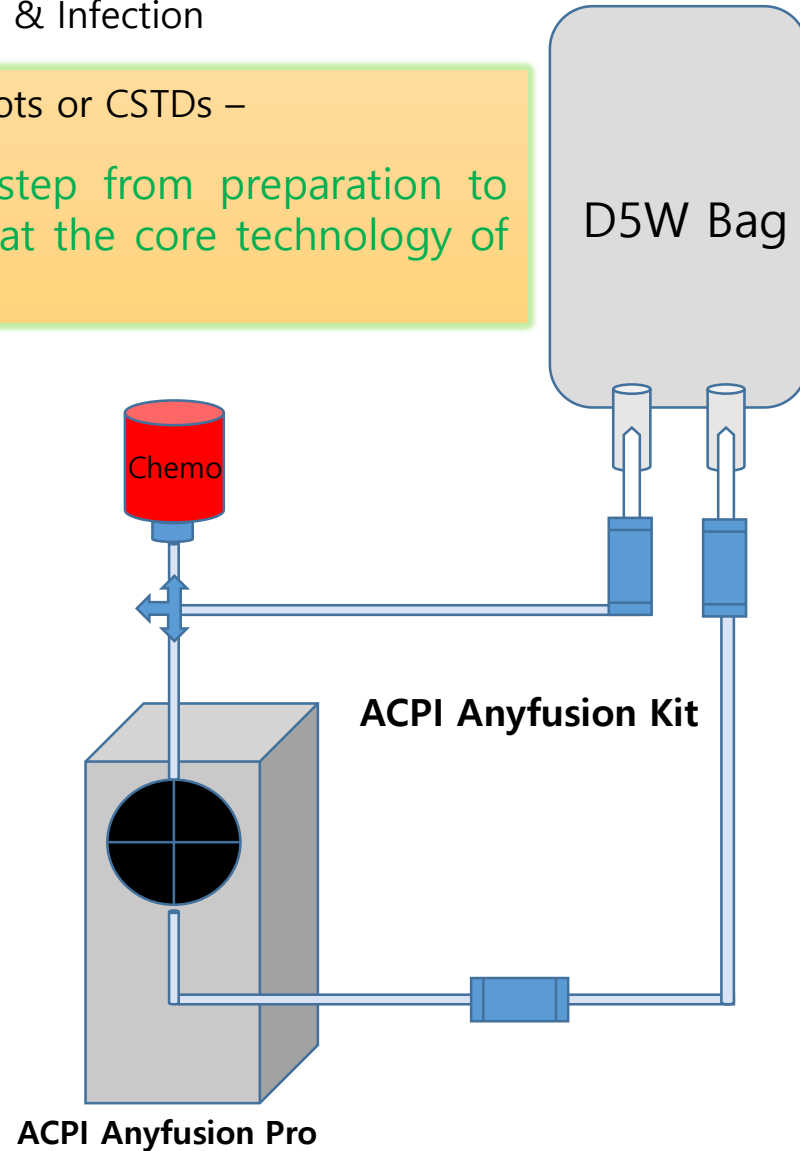 & Infection
ots or CSTDs –
step from preparation to
at the core technology of
D5W Bag
Chemo
ACPI Anyfusion Kit
ACPI Anyfusion Pro